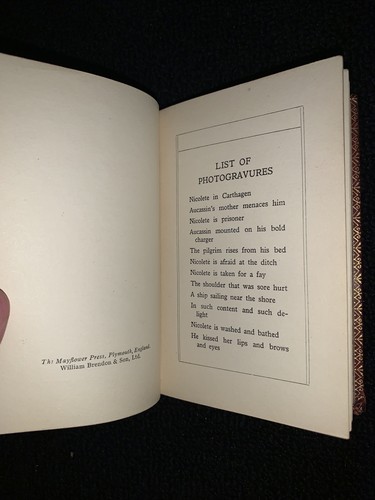 The Mayflower Press, Plymouth, England.
William Brendon & Son, Ltd.
LIST OF
PHOTOGRAVURES
Nicolete in Carthagen
Aucassin's mother menaces him
Nicolete is prisoner
Aucassin mounted on his bold
charger
The pilgrim rises from his bed
Nicolete is afraid at the ditch
Nicolete is taken for a fay
The shoulder that was sore hurt
A ship sailing near the shore
In such content and such de-
light
Nicolete is washed and bathed
He kissed her lips and brows
and eyes